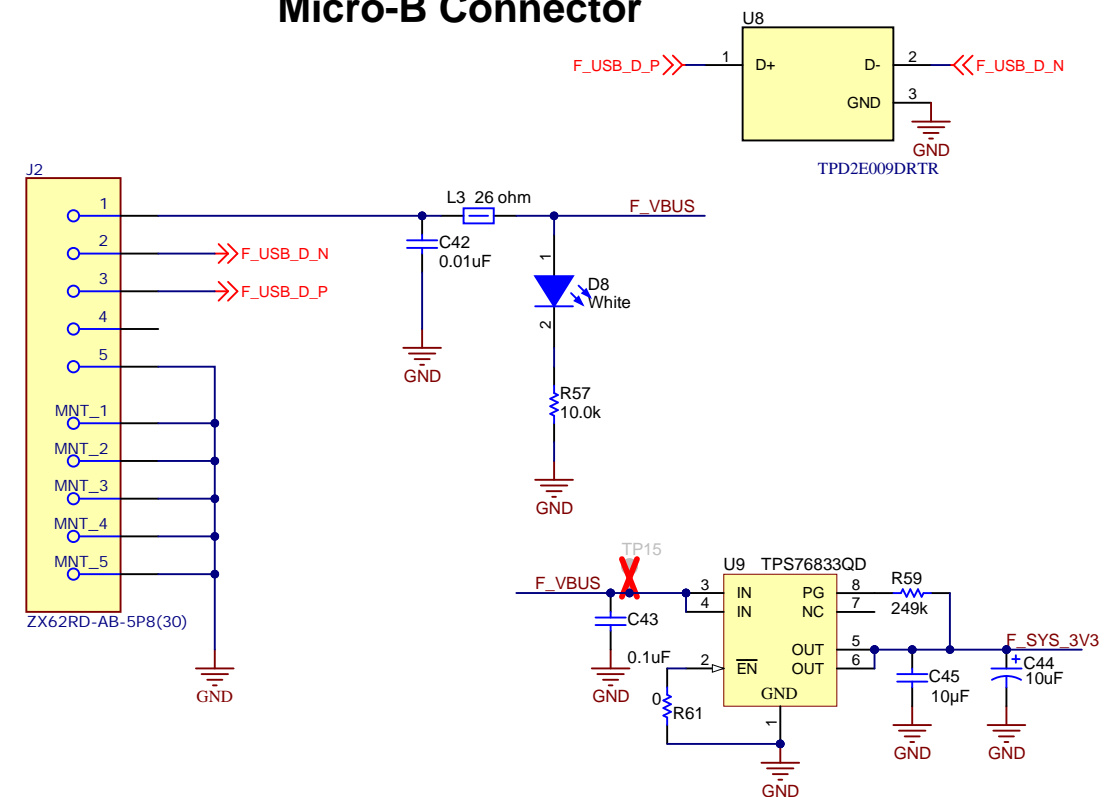 Micro-B Connector
U8
F_USB_D_P
1
D+
D-
2
F_USB_D_N
GND
3
GND
TPD2E009DRTR
J2
1
2
F_USB_D_N
3
F_USB_D_P
4
5
MNT_1
MNT_2
MNT_3
MNT_4
MNT_5
ZX62RD-AB-5P8(30)
GND
L3 26 ohm
F_VBUS
C42
0.01uF
GND
1
D8
White
2
R57
10.0k
GND
TP15
F_VBUS
C43
0.1uF
GND
U9 TPS76833QD
3
IN
4
IN
2
EN
GND
1
PG
8
NC
7
OUT
5
OUT
6
R59
249k
0
R61
GND
F_SYS_3V3
C45
10µF
GND
+
C44
10uF
GND